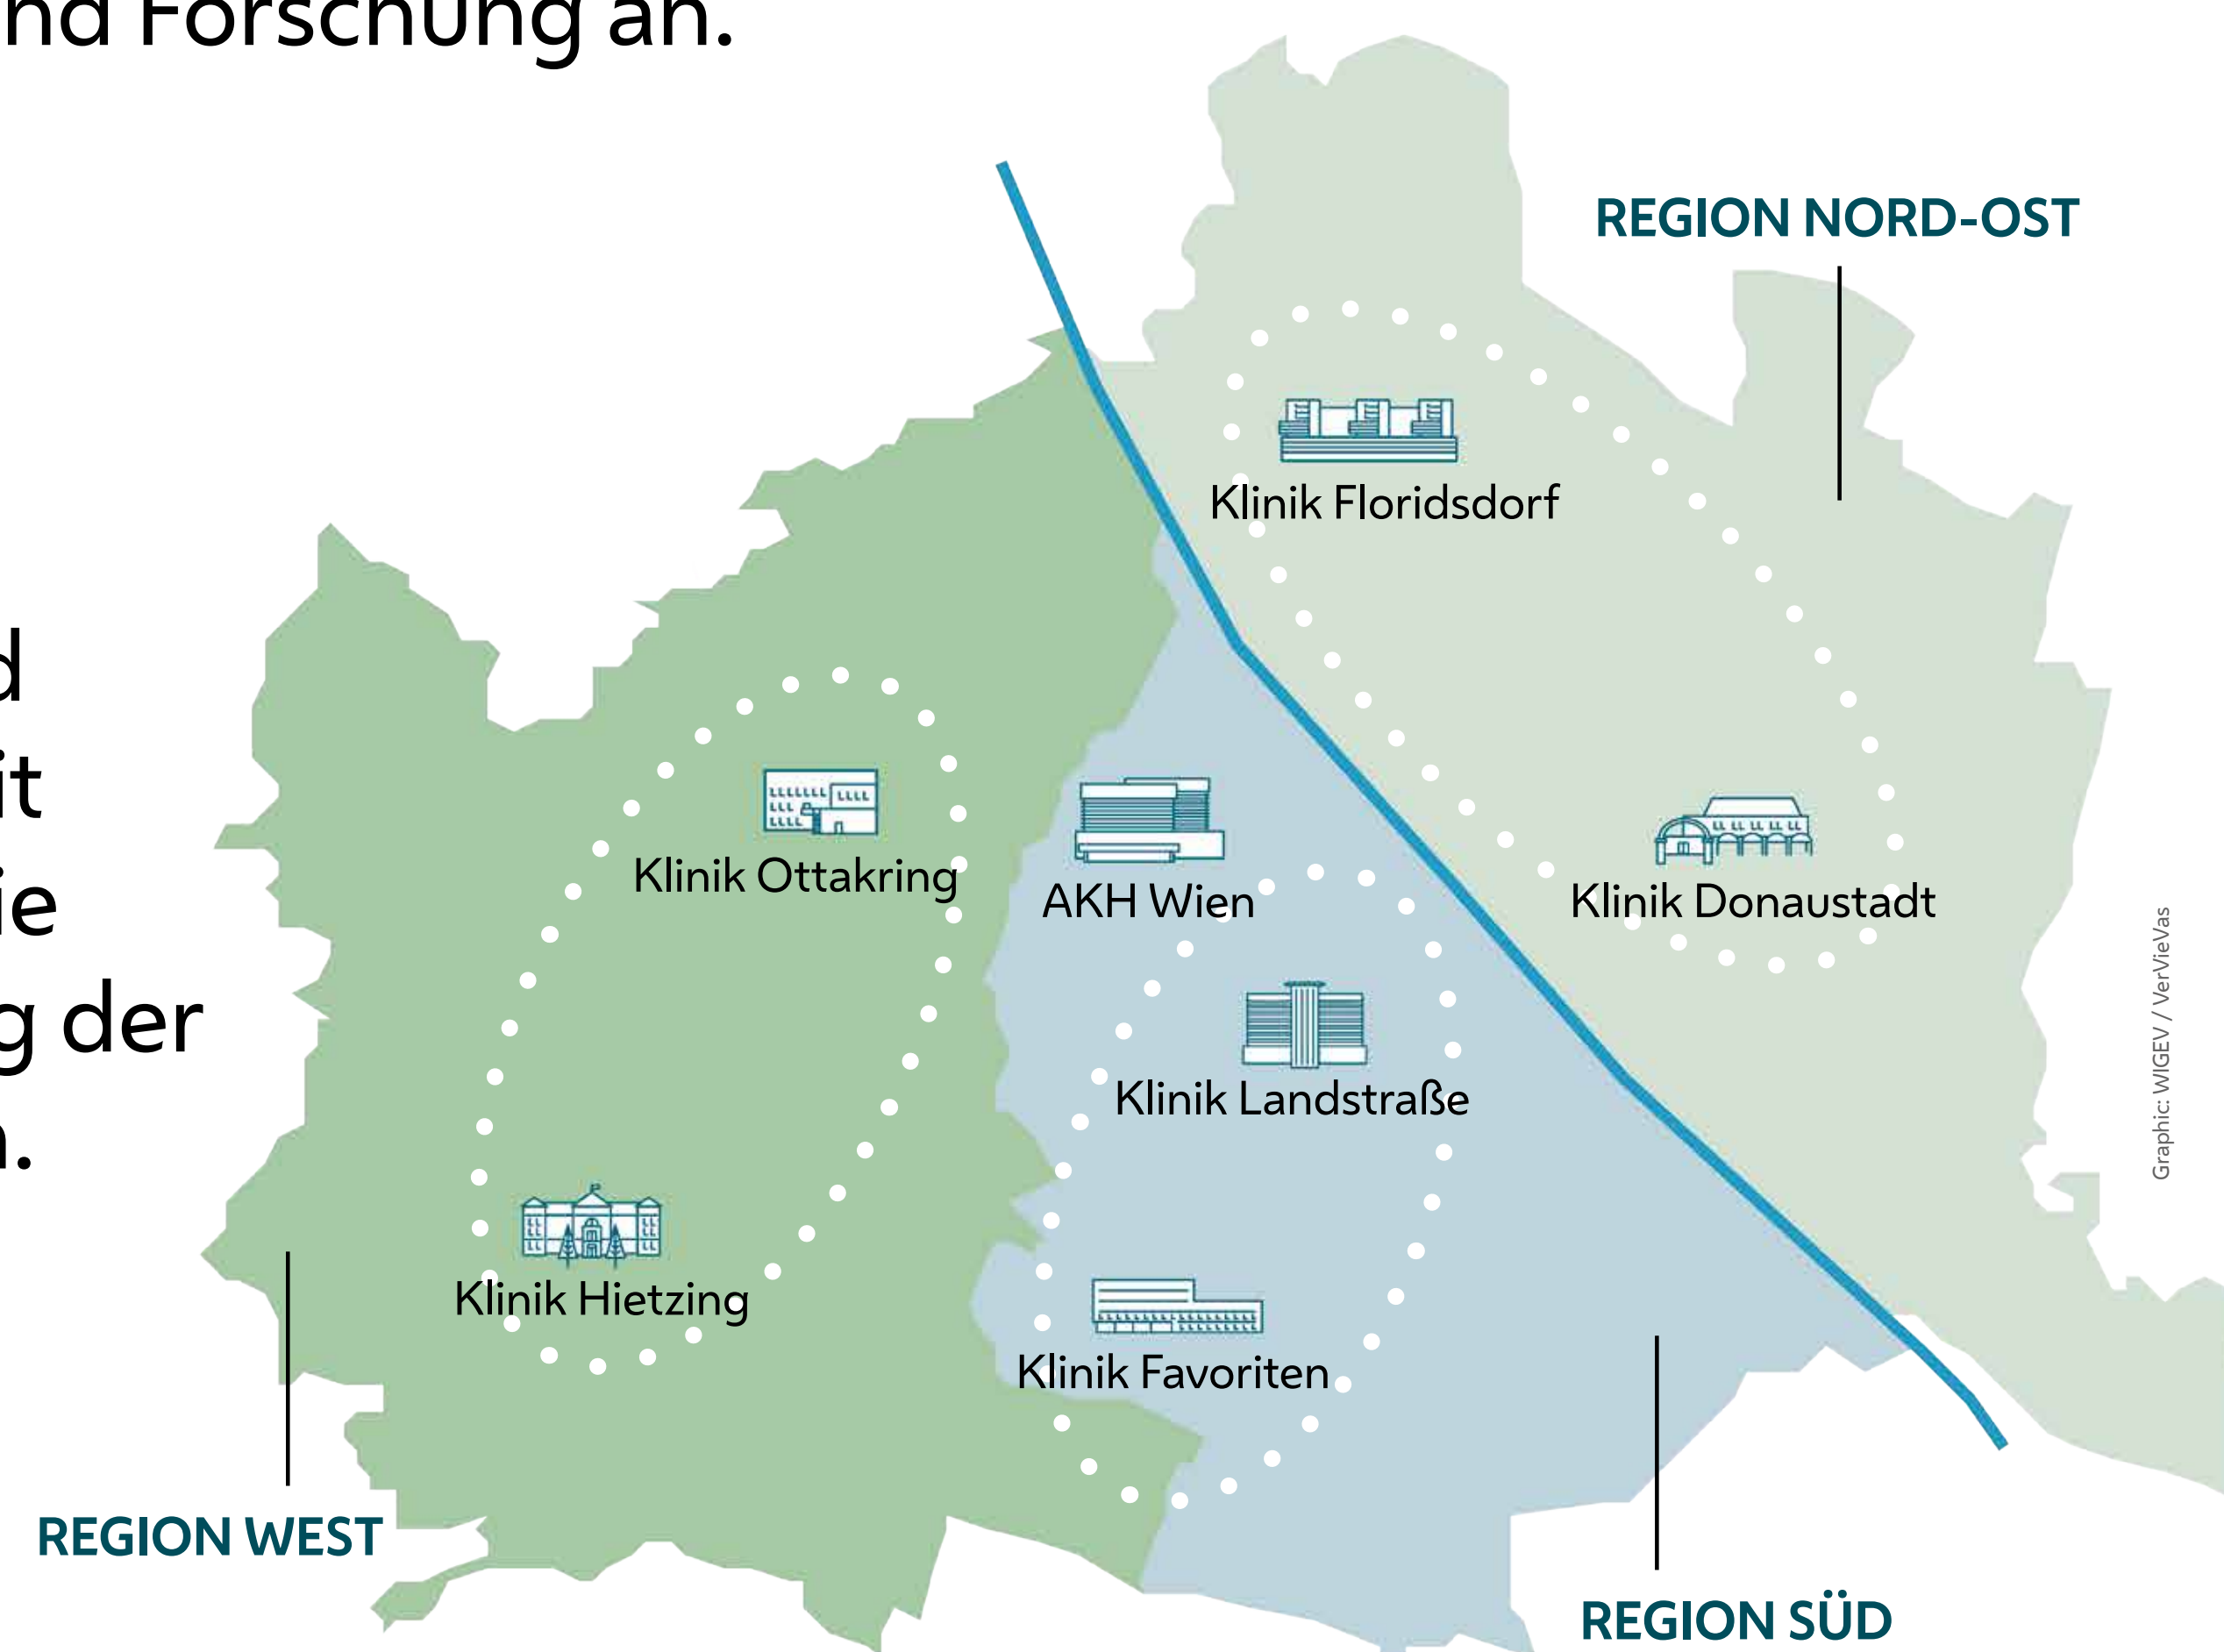 nd Forschung an.
REGION NORD-OST
Klinik Floridsdorf
d
it
ie
g der
n.
Klinik Ottakring
AKH Wien
Klinik Donaustadt
Klinik Landstraße
Klinik Hietzing
Klinik Favoriten
REGION WEST
REGION SÜD
Graphic: WIGEV / VerVieVas